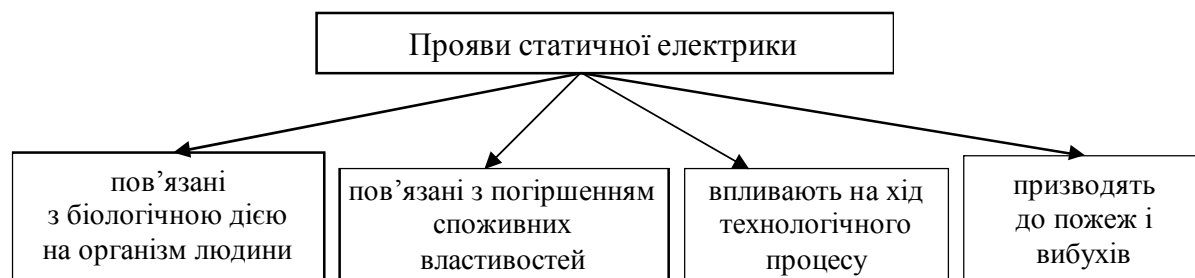 Прояви статичної електрики
пов’язані
з біологічною дією
на організм людини
пов’язані з погіршенням
споживних
властивостей
впливають на хід
технологічного
процесу
призводять
до пожеж і
вибухів